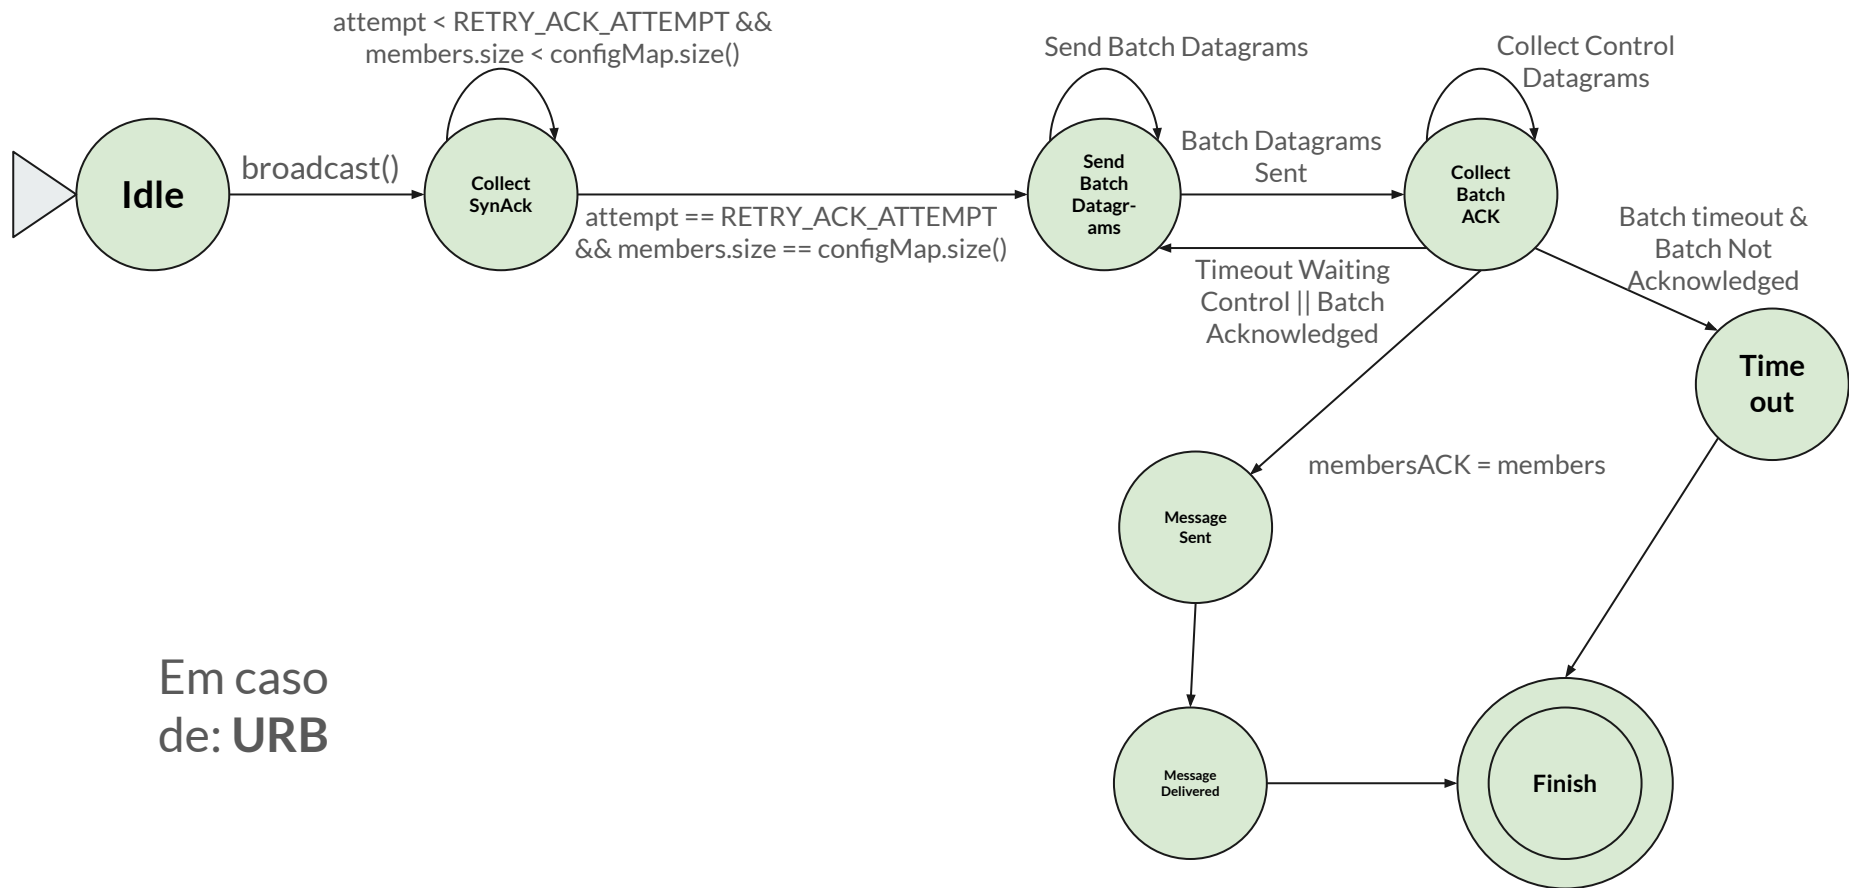 attempt < RETRY_ACK_ATTEMPT &&
members.size < configMap.size()
Send Batch Datagrams
Collect Control
Datagrams
Idle
broadcast()
Collect
SynAck
attempt == RETRY_ACK_ATTEMPT
&& members.size == configMap.size()
Send
Batch
Datagr-
ams
Batch Datagrams
Sent
Collect
Batch
ACK
Timeout Waiting
Control || Batch
Acknowledged
Batch timeout &
Batch Not
Acknowledged
Time
out
membersACK = members
Message
Sent
Em caso
de: URB
Message
Delivered
Finish